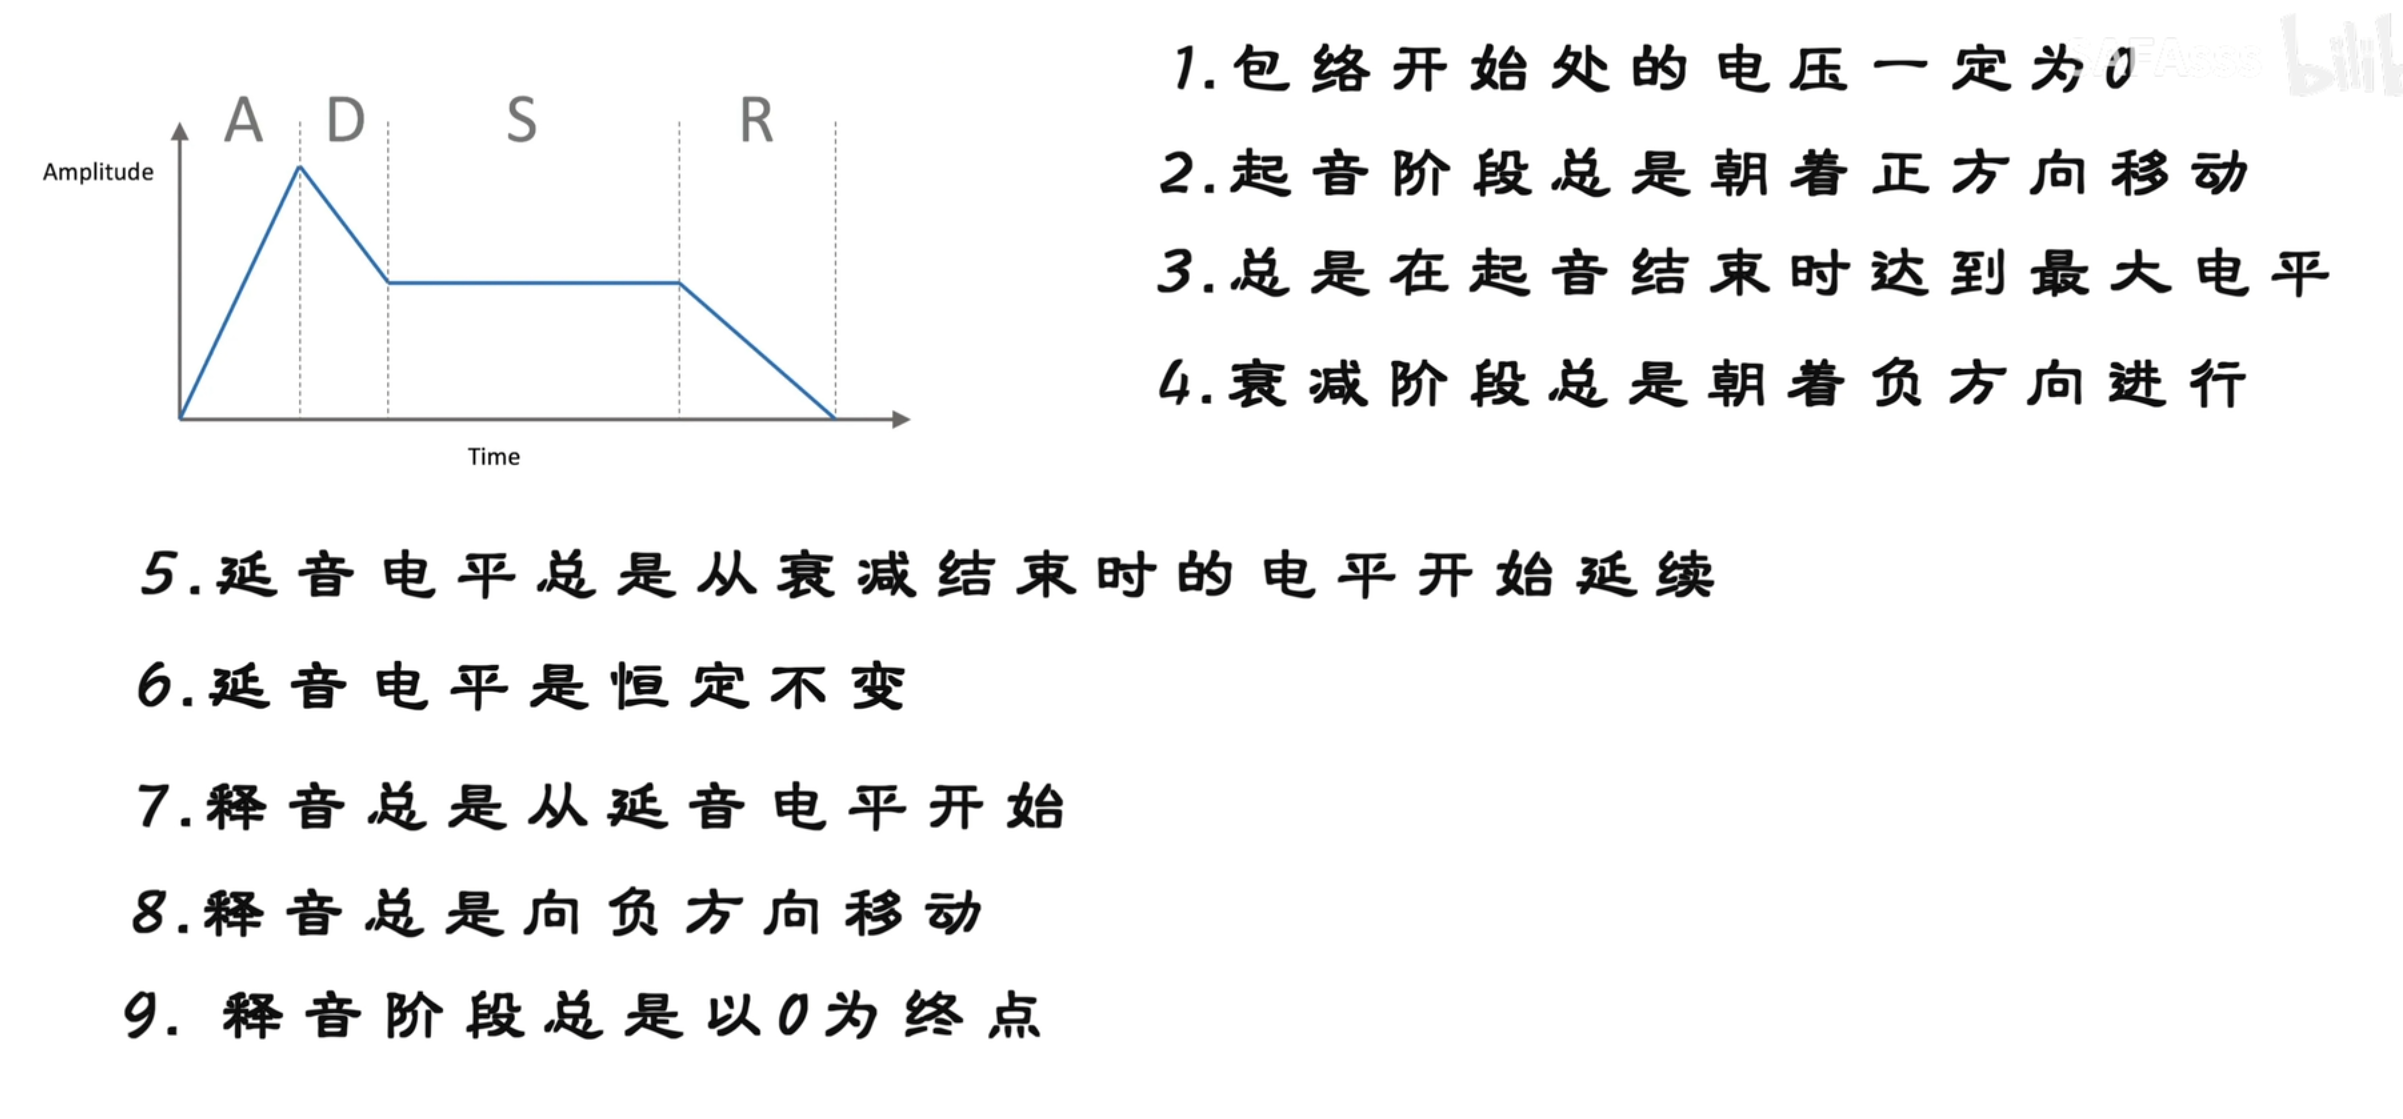 A D S R
Amplitude
Time
1.包络开始处的电压一定为0
2.起音阶段总是朝着正方向移动
3.总是在起音结束时达到最大电平
4.衰减阶段总是朝着负方向进行
5.延音电平总是从衰减结束时的电平开始延续
6.延音电平是恒定不变
7.释音总是从延音电平开始
8.释音总是向负方向移动
9. 释音阶段总是以0为终点